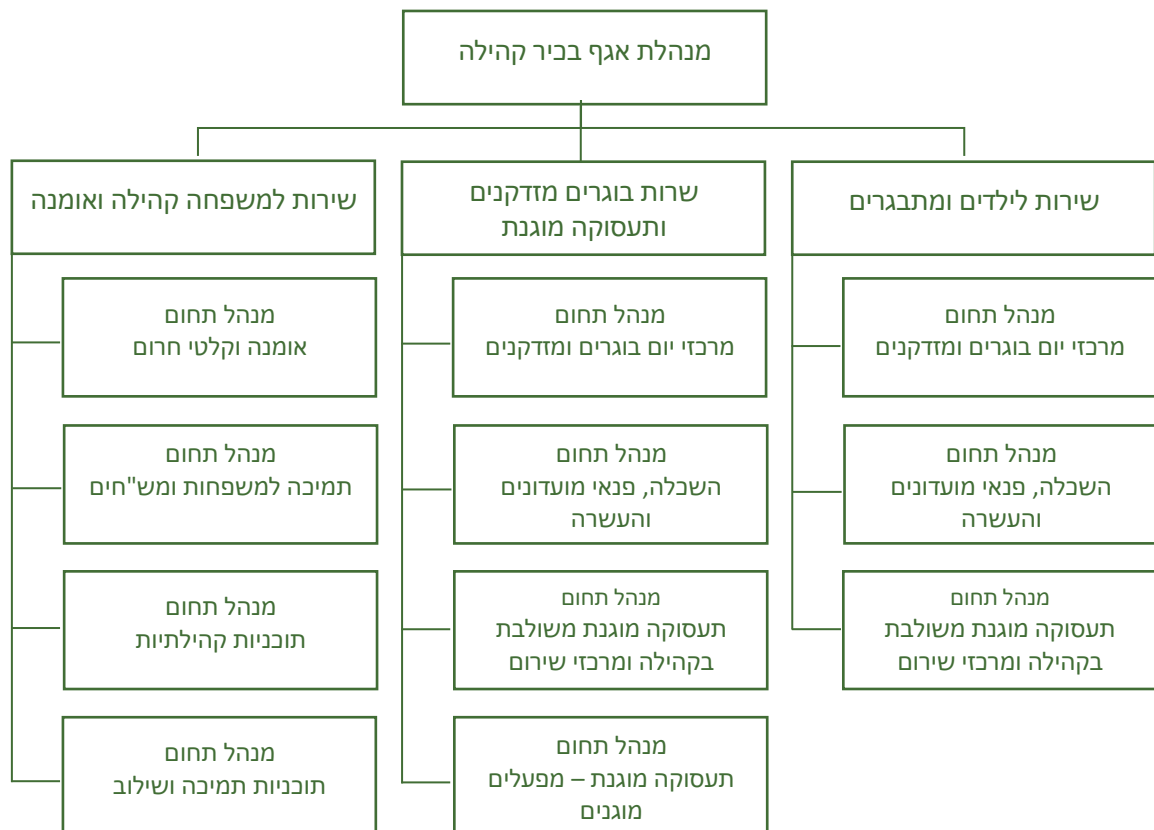 מנהלת אגף בכיר קהילה
שירות לילדים ומתבגרים
מנהל תחום
מרכזי יום בוגרים ומזדקנים
מנהל תחום
השכלה, פנאי מועדונים
והעשרה
מנהל תחום
תעסוקה מוגנת משולבת
בקהילה ומרכזי שירום
שרות בוגרים מזדקנים
ותעסוקה מוגנת
מנהל תחום
מרכזי יום בוגרים ומזדקנים
מנהל תחום
השכלה, פנאי מועדונים
והעשרה
מנהל תחום
תעסוקה מוגנת משולבת
בקהילה ומרכזי שירום
מנהל תחום
תעסוקה מוגנת – מפעלים
מוגנים
שירות למשפחה קהילה ואומנה
מנהל תחום
אומנה וקלטי חרום
מנהל תחום
תמיכה למשפחות ומש"חים
מנהל תחום
תוכניות קהילתיות
מנהל תחום
תוכניות תמיכה ושילוב